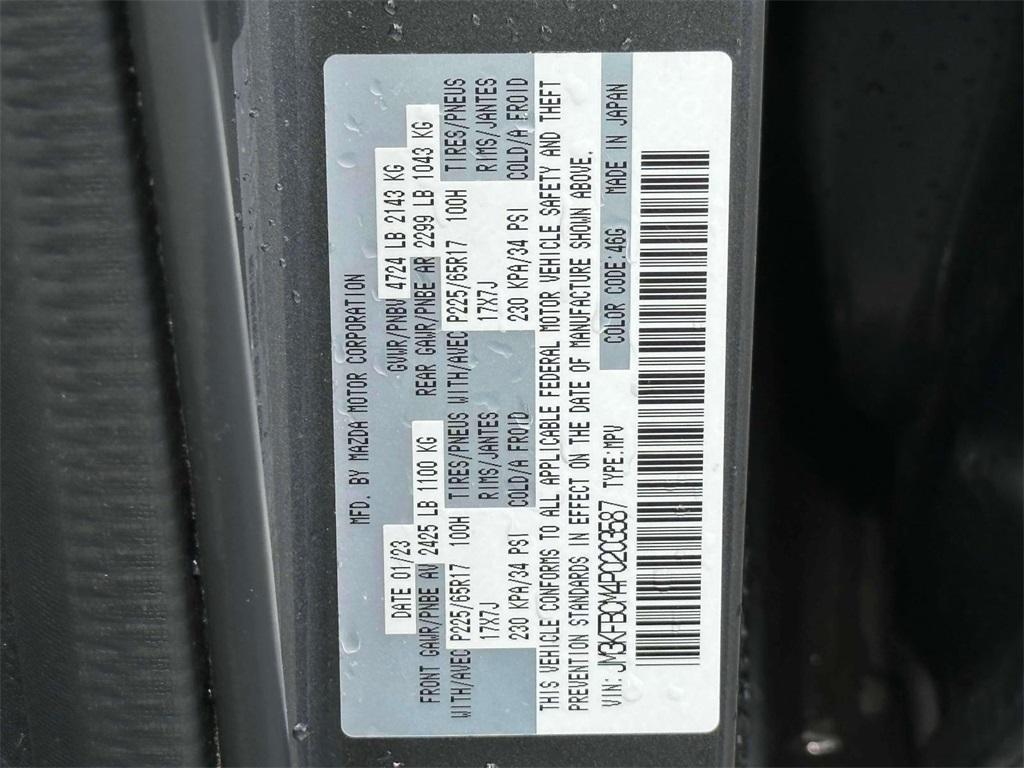 MFD. BY MAZDA MOTOR CORPORATION
DATE 01/23 GWWR/PNBV 4724 LB 2143 KG
FRONT GAWR/PNBE AV 2425 LB 1100 KG REAR GAWR/PNBE AR 2299 LB 1043 KG
WITH/AVEC P225/65R17 100H TIRES/PNEUS WITH/AVEC P225/65R17 100H TIRES/PNEUS
17X7J RIMS/JANTES 17X7J RIMS/JANTES
230 KPA/34 PSI COLD/A FROID 230 KPA/34 PSI COLD/A FROID
THIS VEHICLE CONFORMS TO ALL APPLICABLE FEDERAL MOTOR VEHICLE SAFETY AND THEFT
PREVENTION STANDARDS IN EFFECT ON THE DATE OF MANUFACTURE SHOWN ABOVE.
VIN: JM3KFBCM4P0203587 TYPE:MPV COLOR CODE:46G MADE IN JAPAN